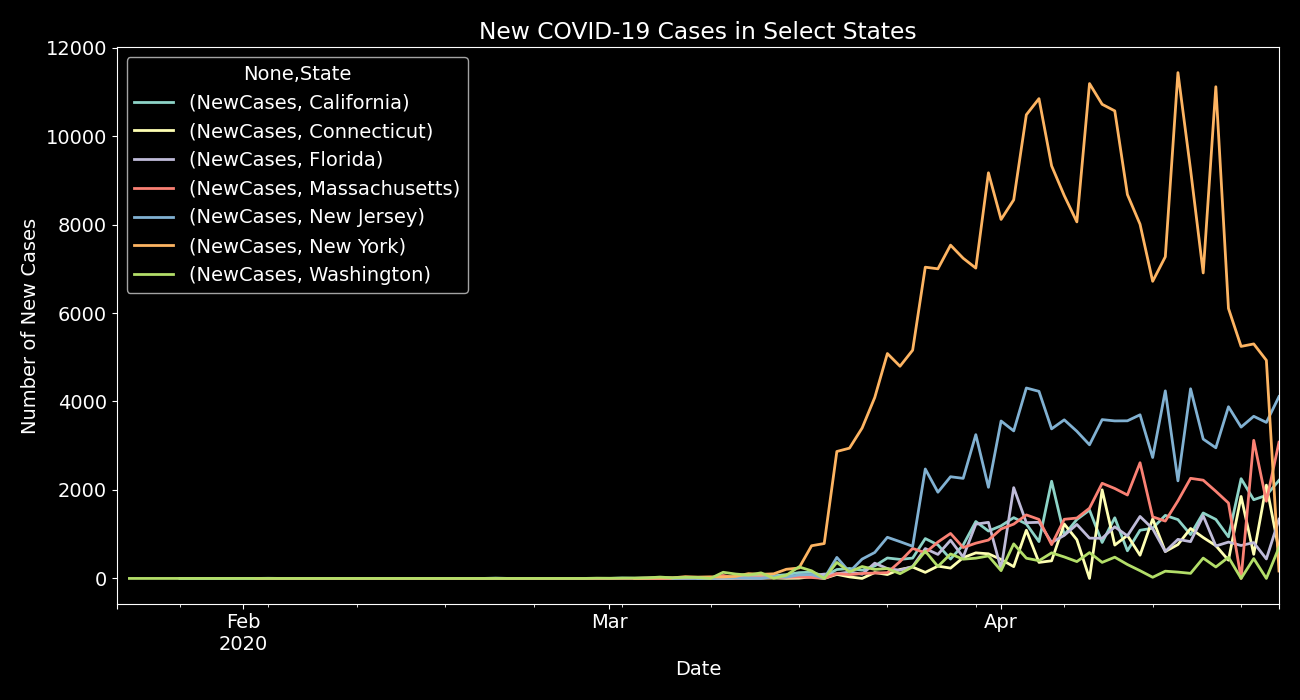 New COVID-19 Cases in Select States
12000
10000
8000
6000
4000
2000
0
Number of New Cases
None,State
(NewCases, California)
(NewCases, Connecticut)
(NewCases, Florida)
(NewCases, Massachusetts)
(NewCases, New Jersey)
(NewCases, New York)
(NewCases, Washington)
Feb Mar Apr
2020
Date